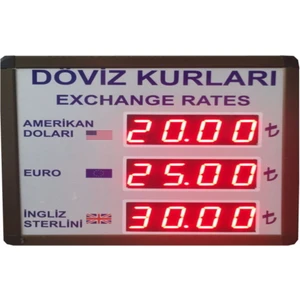 DÖVİZ KURLARI
EXCHANGE RATES
AMERİKAN DOLARI 20.00 ₺
EURO 25.00 ₺
İNGLİZ STERLİNİ 30.00 ₺